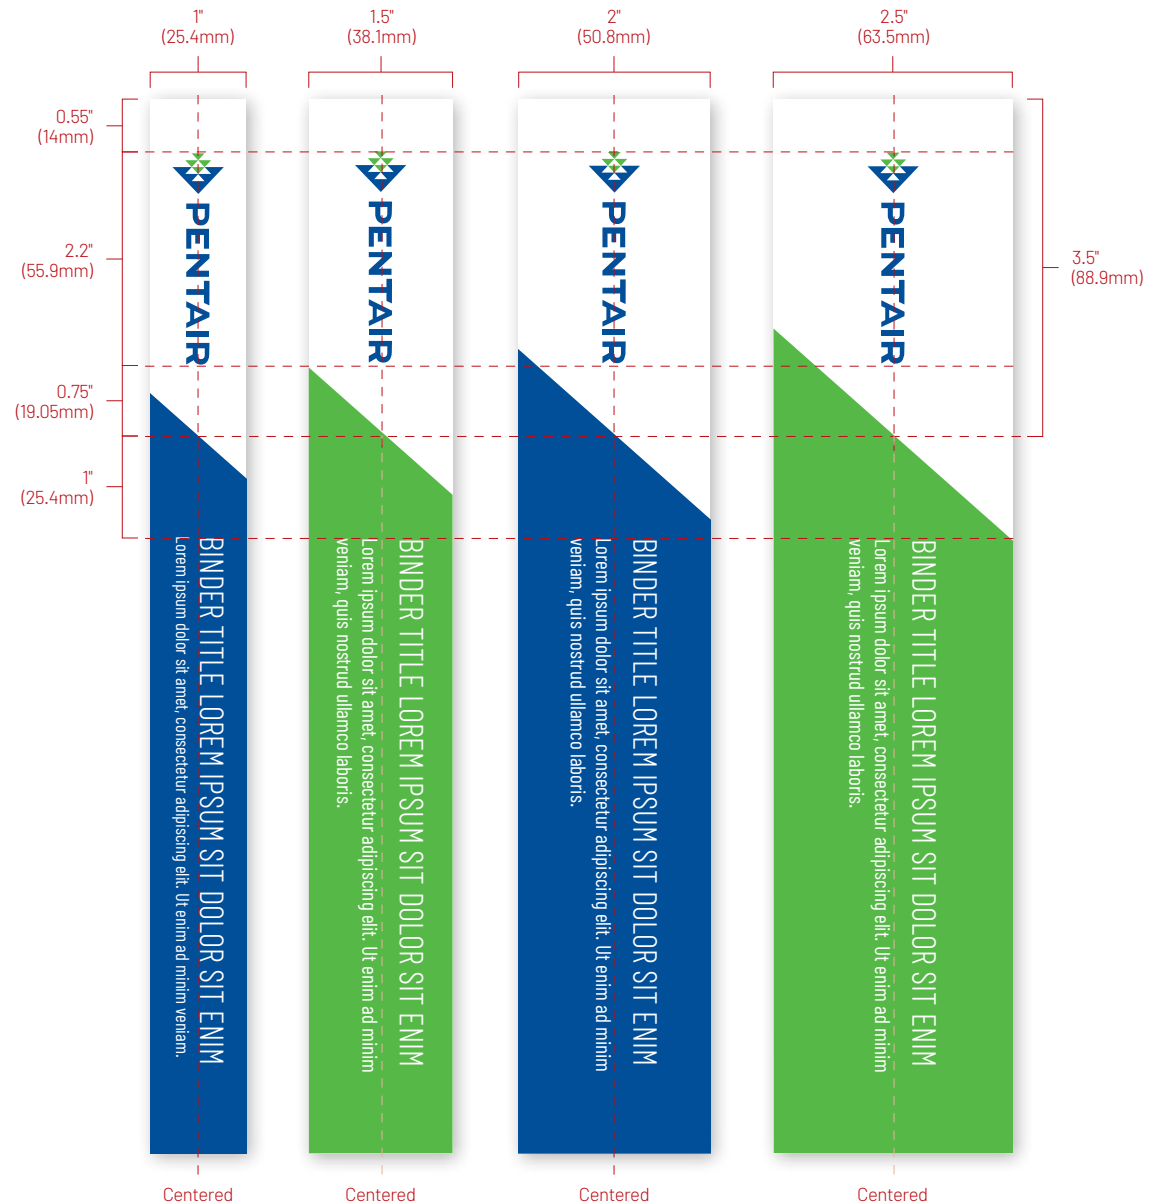 1"
(25.4mm)
1.5"
(38.1mm)
2"
(50.8mm)
2.5"
(63.5mm)
0.55"
(14mm)
2.2"
(55.9mm)
0.75"
(19.05mm)
1"
(25.4mm)
3.5"
(88.9mm)
PENTAIR
BINDER TITLE LOREM IPSUM SIT DOLOR SIT ENIM
Lorem ipsum dolor sit amet, consectetur adipiscing elit. Ut enim ad minim veniam.
PENTAIR
BINDER TITLE LOREM IPSUM SIT DOLOR SIT ENIM
Lorem ipsum dolor sit amet, consectetur adipiscing elit. Ut enim ad minim
veniam, quis nostrud ullamco laboris.
PENTAIR
BINDER TITLE LOREM IPSUM SIT DOLOR SIT ENIM
Lorem ipsum dolor sit amet, consectetur adipiscing elit. Ut enim ad minim
veniam, quis nostrud ullamco laboris.
PENTAIR
BINDER TITLE LOREM IPSUM SIT DOLOR SIT ENIM
Lorem ipsum dolor sit amet, consectetur adipiscing elit. Ut enim ad minim
veniam, quis nostrud ullamco laboris.
Centered
Centered
Centered
Centered